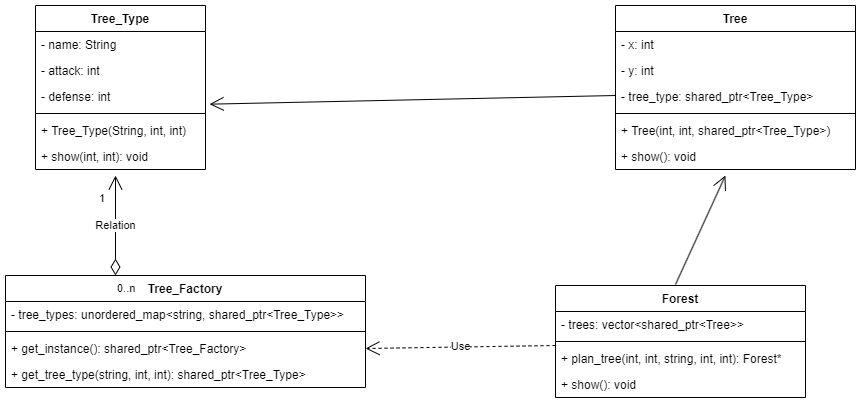 Tree_Type
- name: String
- attack: int
- defense: int
+ Tree_Type(String, int, int)
+ show(int, int): void
Tree
- x: int
- y: int
- tree_type: shared_ptr<Tree_Type>
+ Tree(int, int, shared_ptr<Tree_Type>)
+ show(): void
1
Relation
0..n
Tree_Factory
- tree_types: unordered_map<string, shared_ptr<Tree_Type>>
+ get_instance(): shared_ptr<Tree_Factory>
+ get_tree_type(string, int, int): shared_ptr<Tree_Type>
Use
Forest
- trees: vector<shared_ptr<Tree>>
+ plan_tree(int, int, string, int, int): Forest*
+ show(): void